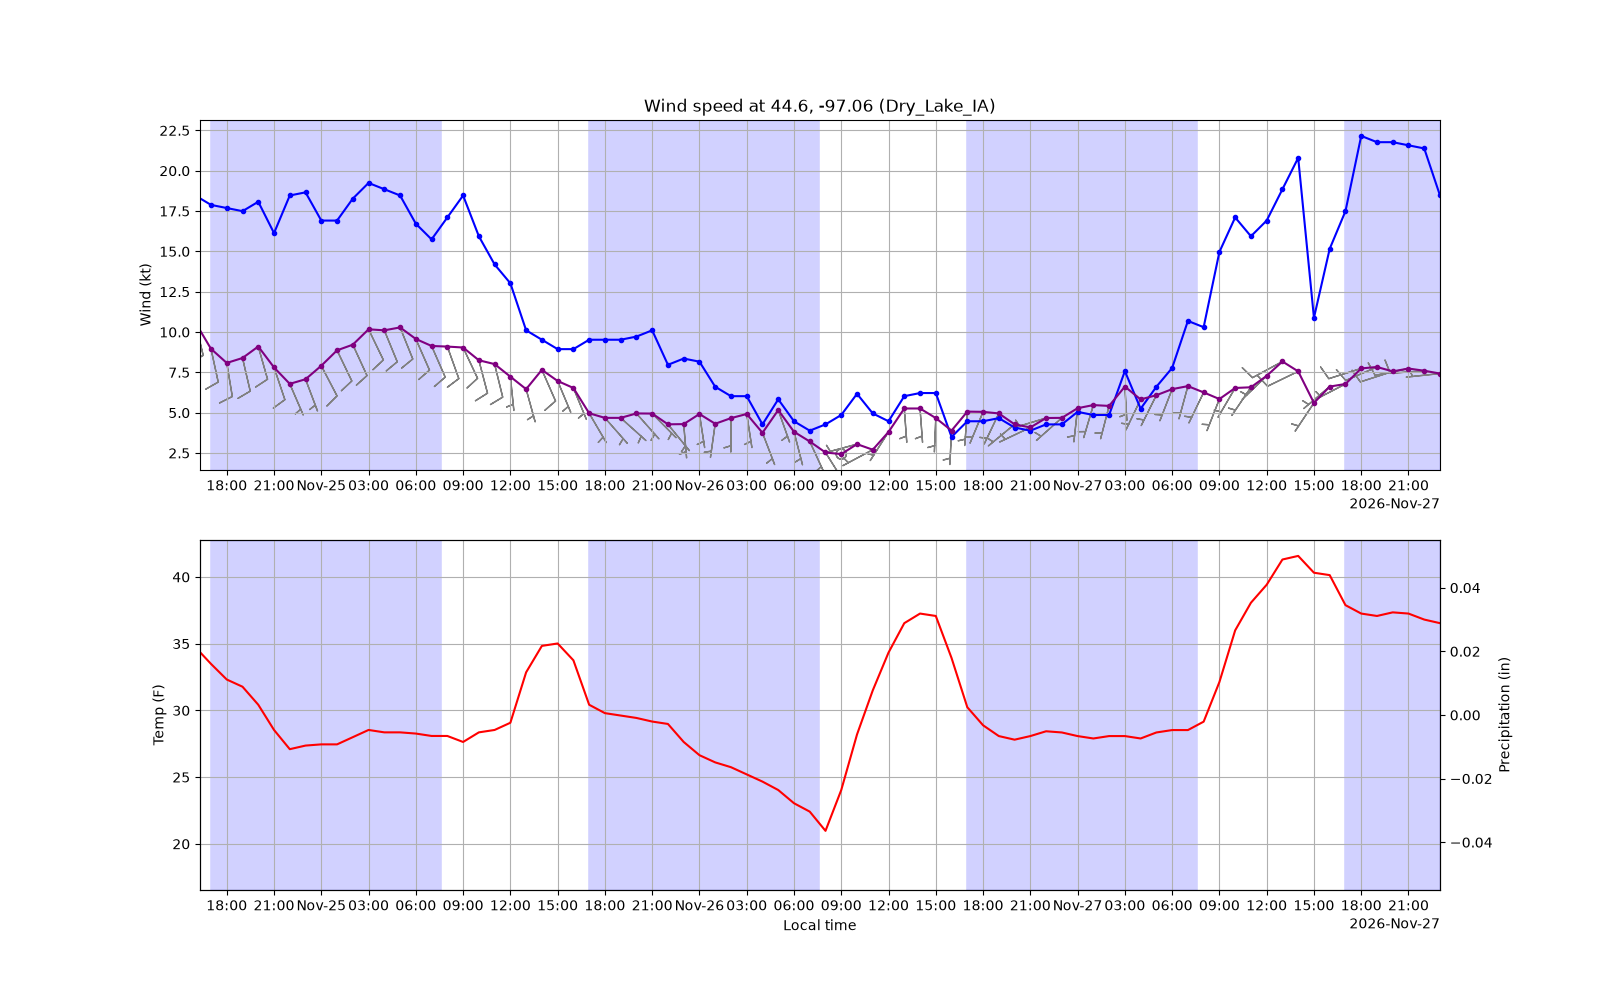 Wind speed at 44.6, -97.06 (Dry_Lake_IA)
22.5
20.0
17.5
15.0
12.5
10.0
7.5
5.0
2.5
Wind (kt)
18:00 21:00 Nov-25 03:00 06:00 09:00 12:00 15:00 18:00 21:00 Nov-26 03:00 06:00 09:00 12:00 15:00 18:00 21:00 Nov-27 03:00 06:00 09:00 12:00 15:00 18:00 21:00
2026-Nov-27
40
35
30
25
20
Temp (F)
0.04
0.02
0.00
−0.02
−0.04
Precipitation (in)
18:00 21:00 Nov-25 03:00 06:00 09:00 12:00 15:00 18:00 21:00 Nov-26 03:00 06:00 09:00 12:00 15:00 18:00 21:00 Nov-27 03:00 06:00 09:00 12:00 15:00 18:00 21:00
Local time
2026-Nov-27